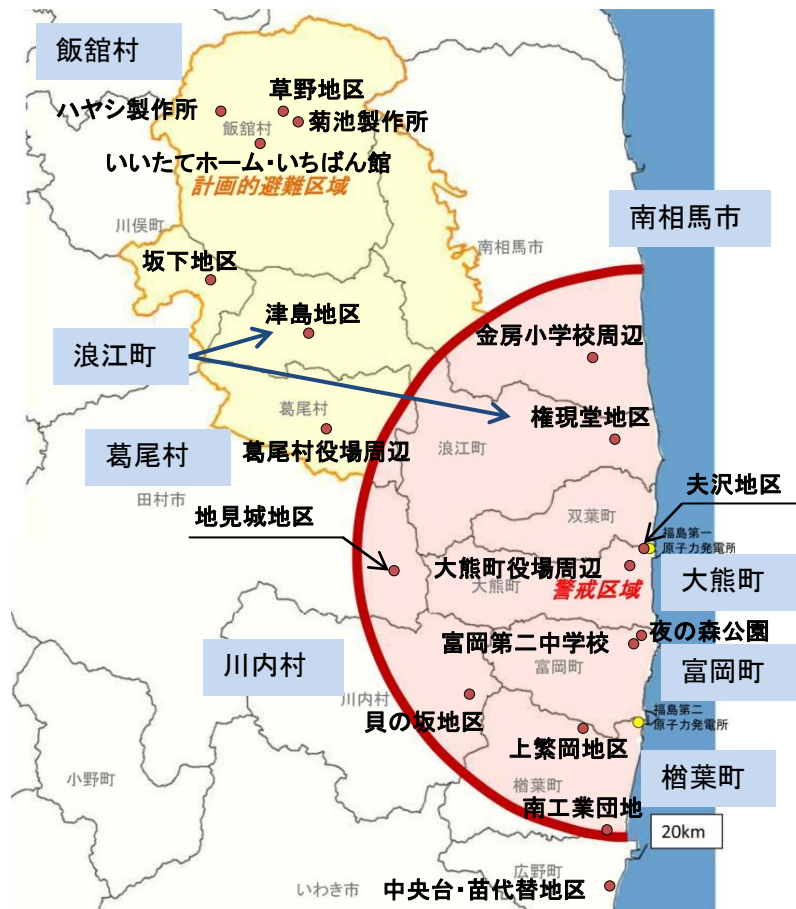 飯舘村
草野地区
ハヤシ製作所
菊池製作所
飯舘村
いいたてホーム・いちばん館
計画的避難区域
南相馬市
川俣町
南相馬市
坂下地区
津島地区
金房小学校周辺
浪江町
葛尾村
権現堂地区
葛尾村
葛尾村役場周辺
浪江町
田村市
夫沢地区
地見城地区
双葉町
福島第一
原子力発電所
大熊町役場周辺
大熊町
大熊町
警戒区域
夜の森公園
富岡第二中学校
川内村
富岡町
富岡町
川内村
貝の坂地区
福島第二
原子力発電所
上繁岡地区
小野町
楢葉町
楢葉町
南工業団地
20km
広野町
いわき市
中央台・苗代替地区